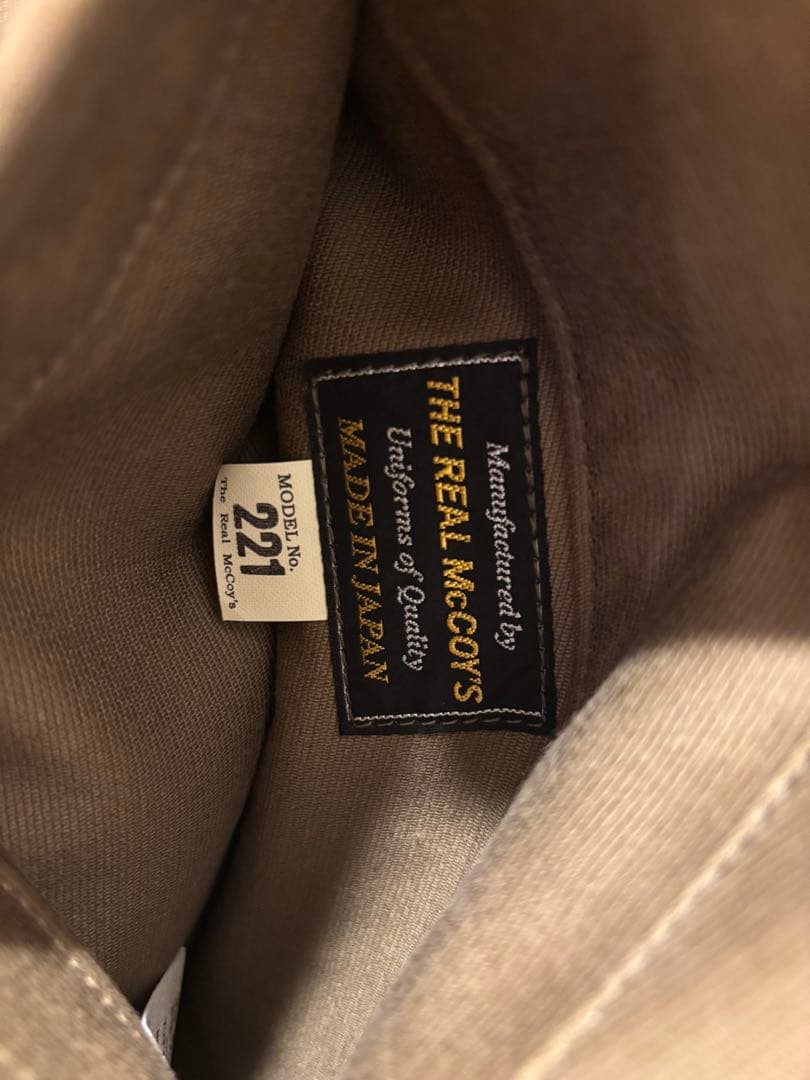 Manufactured by
THE REAL McCOY'S
Uniforms of Quality
MADE IN JAPAN
MODEL No.
221
The Real McCoy's